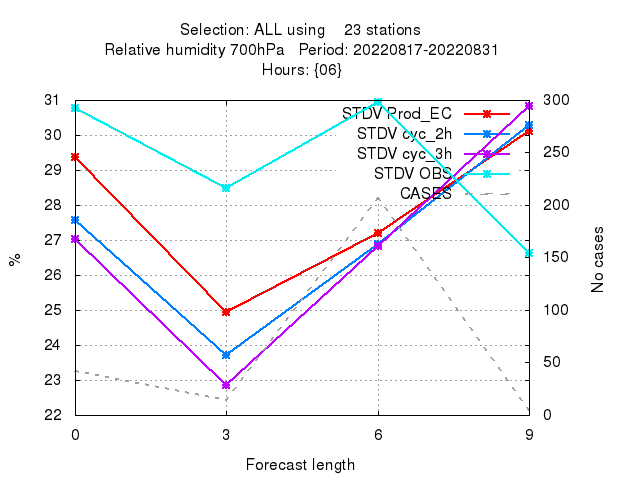 Selection: ALL using    23 stations
Relative humidity 700hPa   Period: 20220817-20220831
Hours: {06}
31
30
29
28
27
26
25
24
23
22
%
STDV Prod_EC
STDV cyc_2h
STDV cyc_3h
STDV OBS
CASES
300
250
200
150
100
50
0
No cases
0 3 6 9
Forecast length